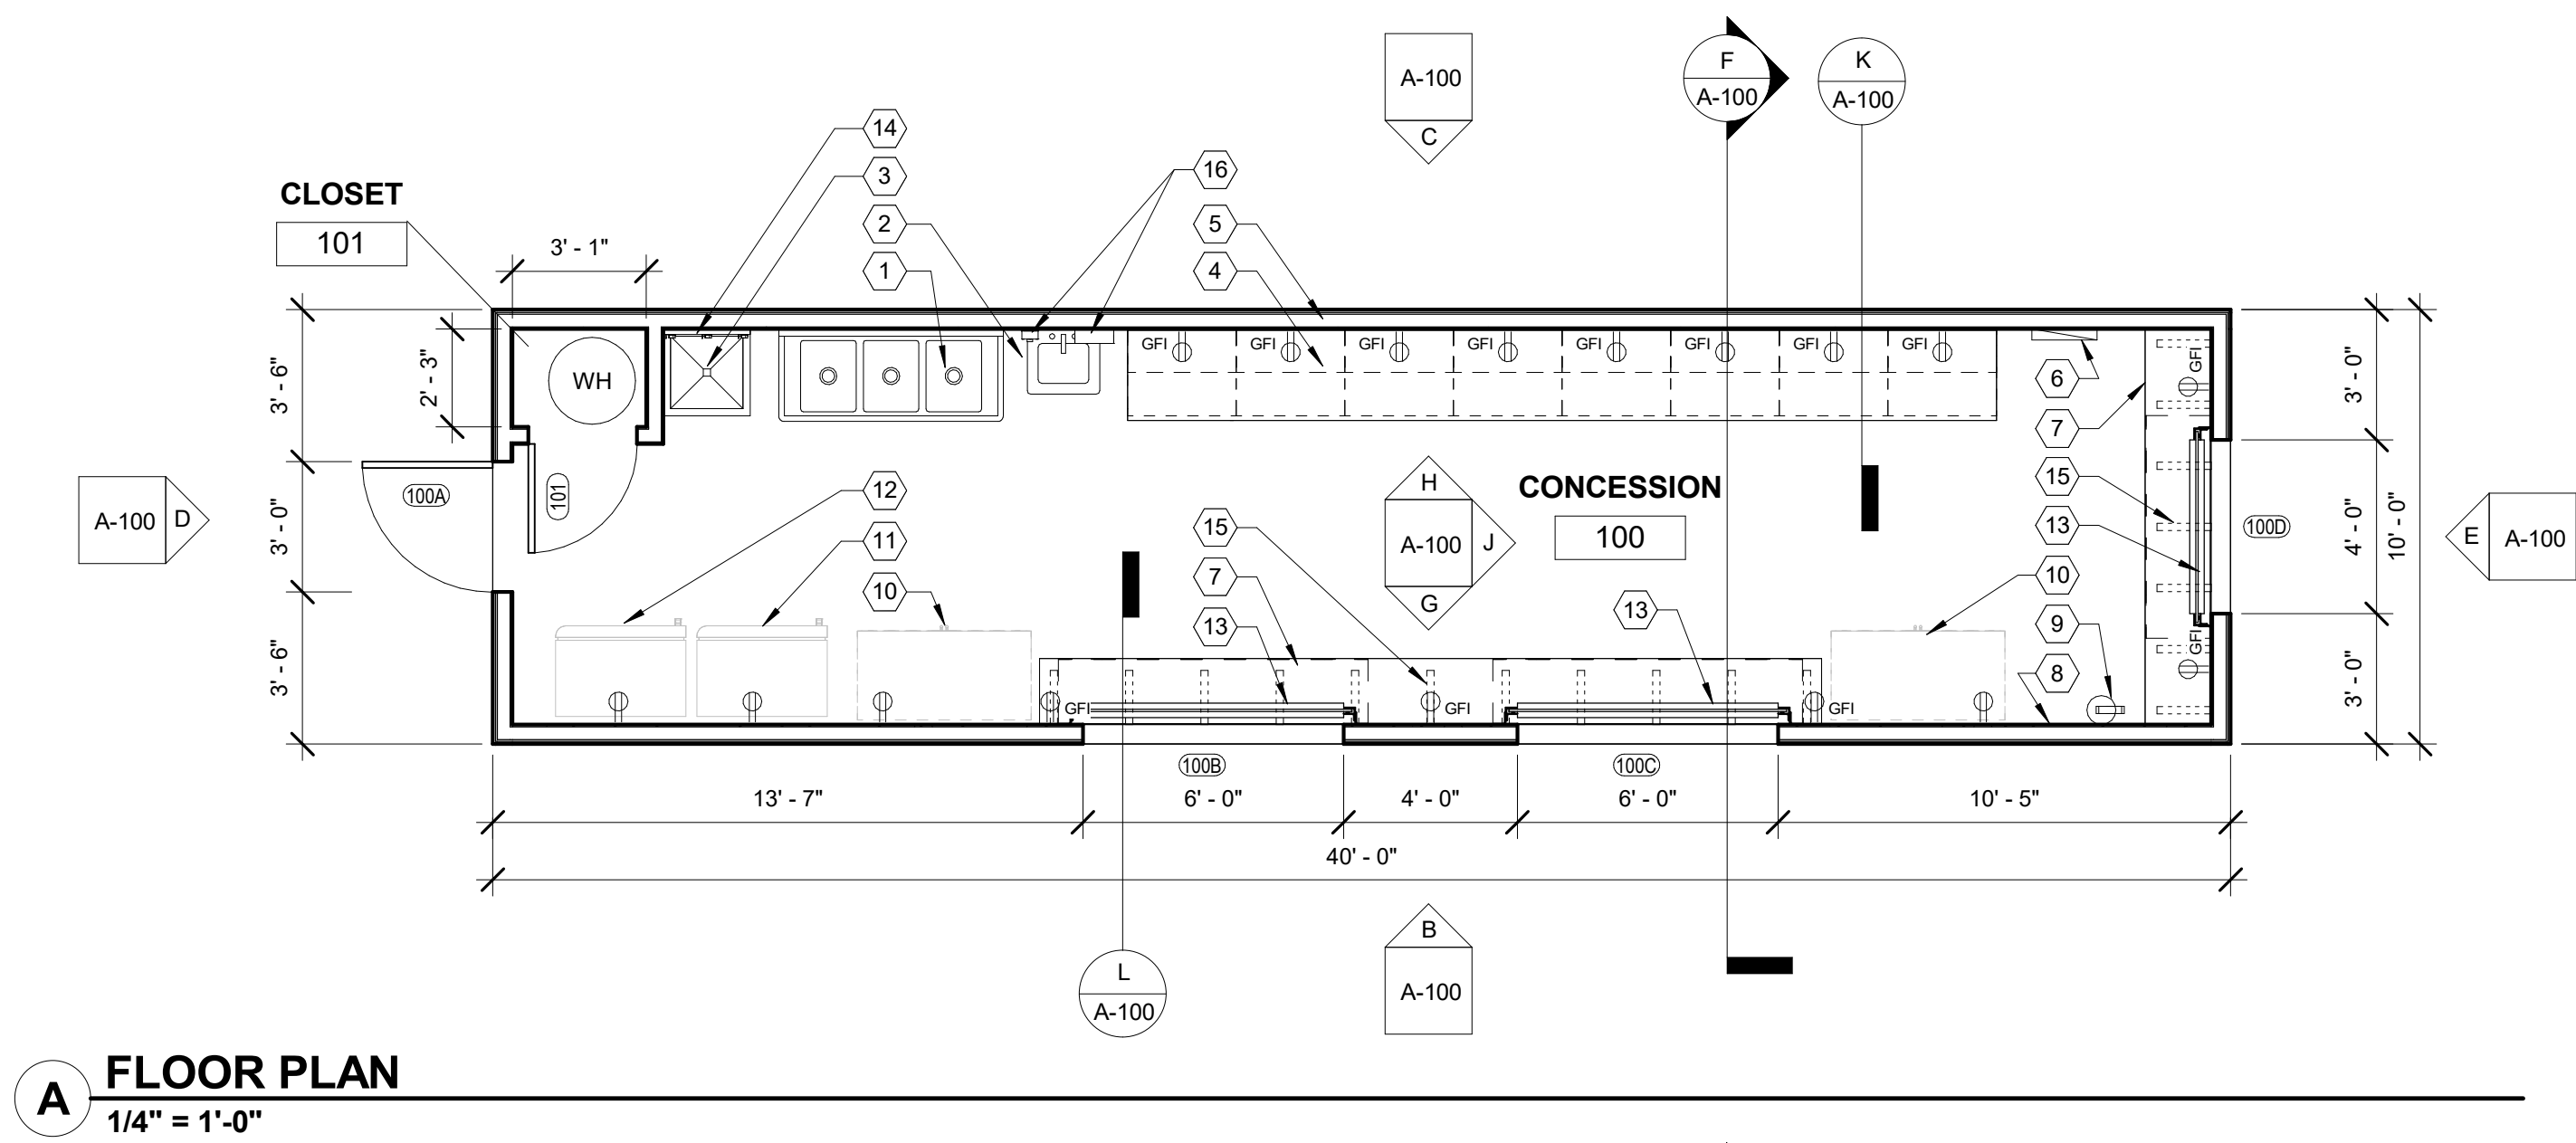 F
A-100
K
A-100
A-100
C
14
3
2
1
16
5
4
CLOSET
101
3' - 1"
3' - 6"
2' - 3"
WH
GFI
GFI
GFI
GFI
GFI
GFI
GFI
GFI
GFI
6
7
15
13
10
9
8
3' - 0"
4' - 0"
10' - 0"
3' - 0"
A-100
D
100A
101
3' - 0"
3' - 6"
12
11
10
15
7
13
H
A-100
J
G
CONCESSION
100
13
100D
E
A-100
GFI
GFI
GFI
GFI
100B
100C
13' - 7"
6' - 0"
4' - 0"
6' - 0"
10' - 5"
40' - 0"
L
A-100
B
A-100
A
FLOOR PLAN
1/4" = 1'-0"